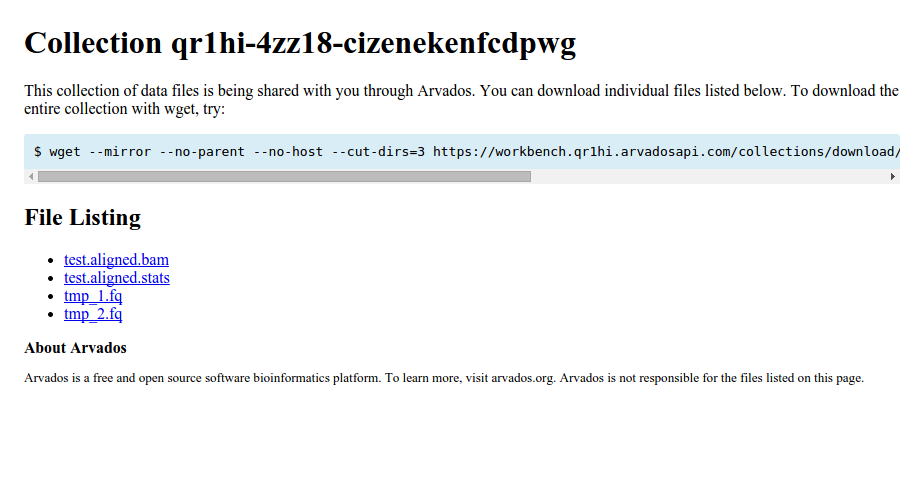 Collection qr1hi-4zz18-cizenekenfcdpwg
This collection of data files is being shared with you through Arvados. You can download individual files listed below. To download the
entire collection with wget, try:
$ wget --mirror --no-parent --no-host --cut-dirs=3 https://workbench.qr1hi.arvadosapi.com/collections/download/
File Listing
test.aligned.bam
test.aligned.stats
tmp_1.fq
tmp_2.fq
About Arvados
Arvados is a free and open source software bioinformatics platform. To learn more, visit arvados.org. Arvados is not responsible for the files listed on this page.